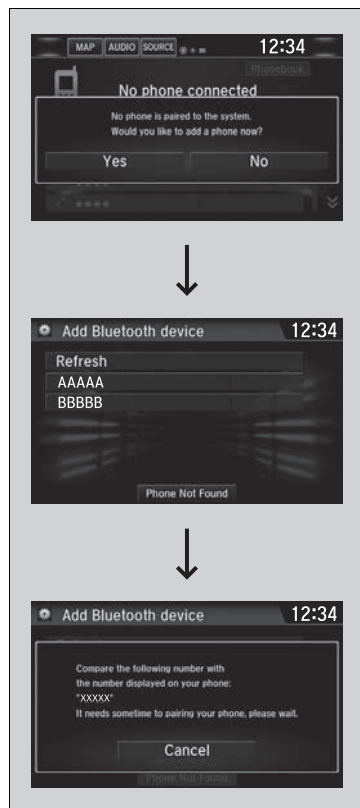 MAP AUDIO SOURCE 12:34
Phonebook
No phone connected
No phone is paired to the system.
Would you like to add a phone now?
Yes No
Add Bluetooth device 12:34
Refresh
AAAAA
BBBBB
Phone Not Found
Add Bluetooth device 12:34
Compare the following number with
the number displayed on your phone:
"XXXXX"
It needs sometime to pairing your phone, please wait.
Cancel
Phone Not Found